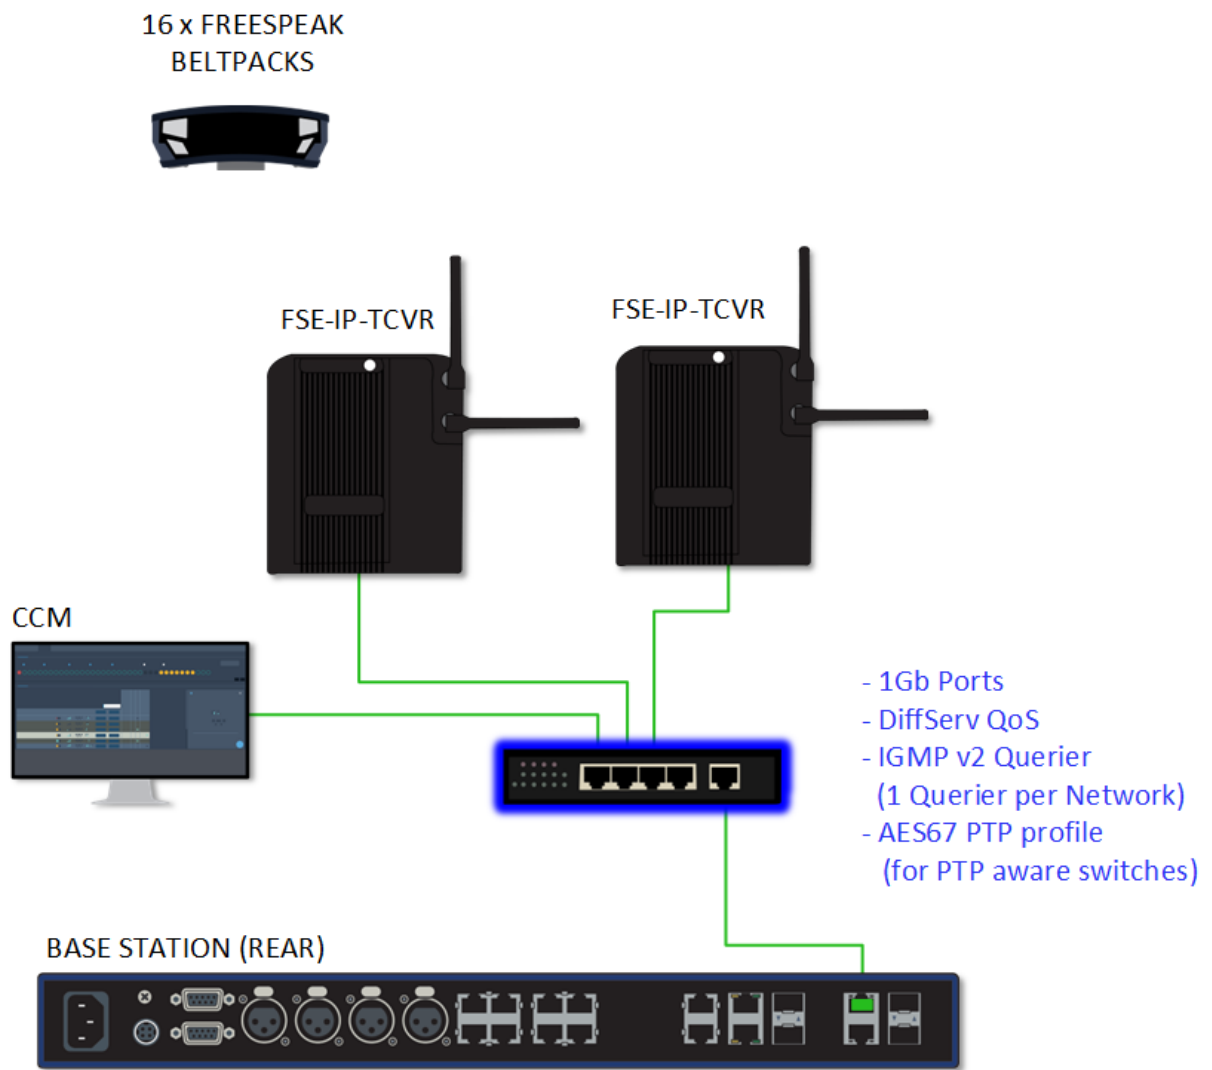 16 x FREESPEAK
BELTPACKS
FSE-IP-TCVR
FSE-IP-TCVR
CCM
- 1Gb Ports
- DiffServ QoS
- IGMP v2 Querier
(1 Querier per Network)
- AES67 PTP profile
(for PTP aware switches)
BASE STATION (REAR)